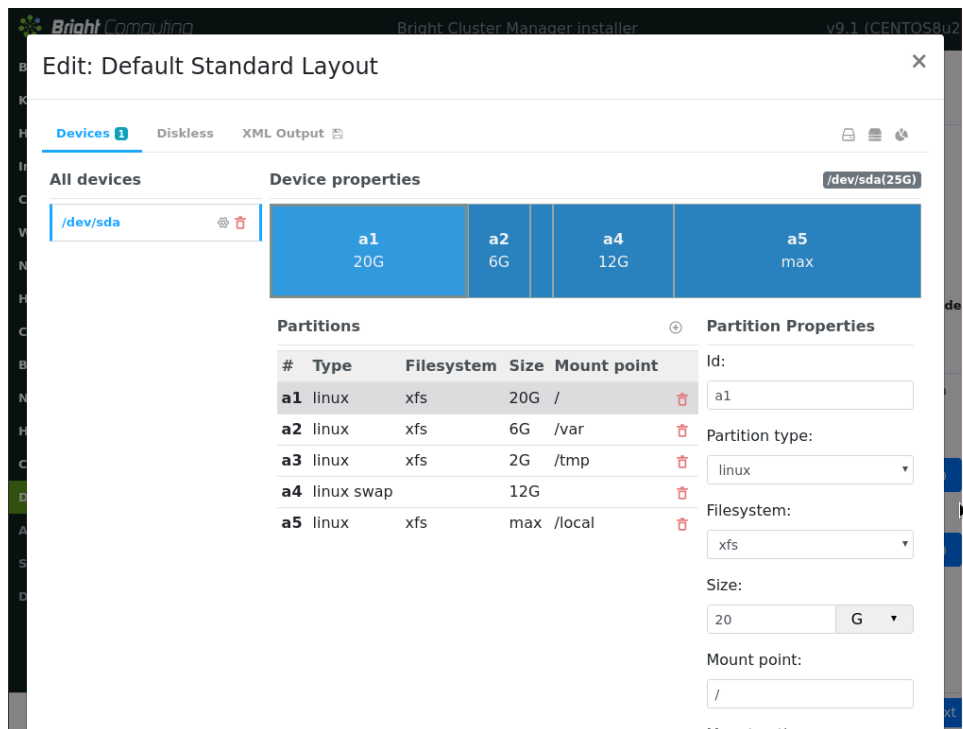 Bright Computing Bright Cluster Manager installer v9.1 (CENTOS8u2
Edit: Default Standard Layout ×
Devices 1 Diskless XML Output
All devices Device properties /dev/sda(25G)
/dev/sda
a1 a2 a4 a5
20G 6G 12G max
Partitions Partition Properties
# Type Filesystem Size Mount point
a1 linux xfs 20G /
a2 linux xfs 6G /var
a3 linux xfs 2G /tmp
a4 linux swap 12G
a5 linux xfs max /local
Id:
a1
Partition type:
linux
Filesystem:
xfs
Size:
20 G
Mount point:
/